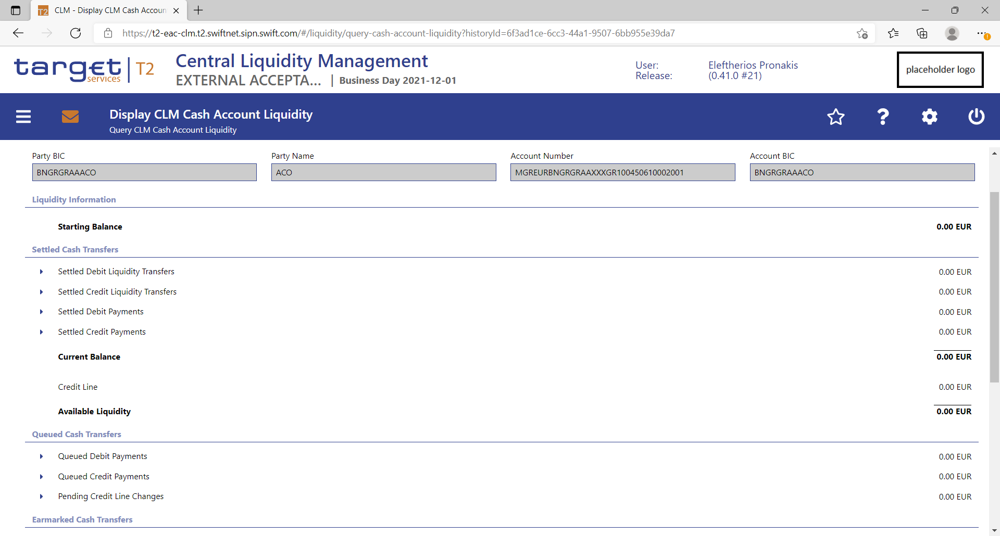 CLM - Display CLM Cash Accoun
https://t2-eac-clm.t2.swiftnet.sipn.swift.com/#/liquidity/query-cash-account-liquidity?historyId=6f3ad1ce-6cc3-44a1-9507-6bb955e39da7
target services T2
Central Liquidity Management
EXTERNAL ACCEPTA... | Business Day 2021-12-01
User: Eleftherios Pronakis
Release: (0.41.0 #21)
placeholder logo
Display CLM Cash Account Liquidity
Query CLM Cash Account Liquidity
Party BIC Party Name Account Number Account BIC
BNGRGRAAACO ACO MGREURBNGRGRAAXXXGR100450610002001 BNGRGRAAACO
Liquidity Information
Starting Balance 0.00 EUR
Settled Cash Transfers
Settled Debit Liquidity Transfers 0.00 EUR
Settled Credit Liquidity Transfers 0.00 EUR
Settled Debit Payments 0.00 EUR
Settled Credit Payments 0.00 EUR
Current Balance 0.00 EUR
Credit Line 0.00 EUR
Available Liquidity 0.00 EUR
Queued Cash Transfers
Queued Debit Payments 0.00 EUR
Queued Credit Payments 0.00 EUR
Pending Credit Line Changes 0.00 EUR
Earmarked Cash Transfers